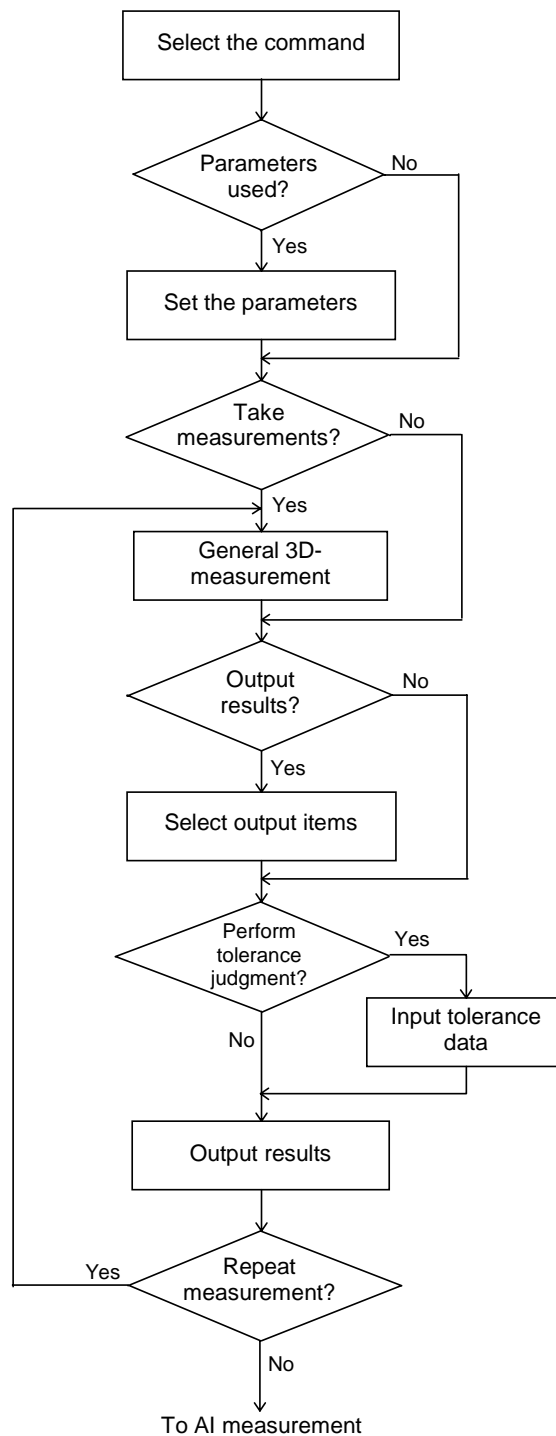 Select the command
Parameters
used?
No
Yes
Set the parameters
Take
measurements?
No
Yes
General 3D-
measurement
Output
results?
No
Yes
Select output items
Perform
tolerance
judgment?
Yes
Input tolerance
data
No
Output results
Repeat
measurement?
Yes
No
To AI measurement